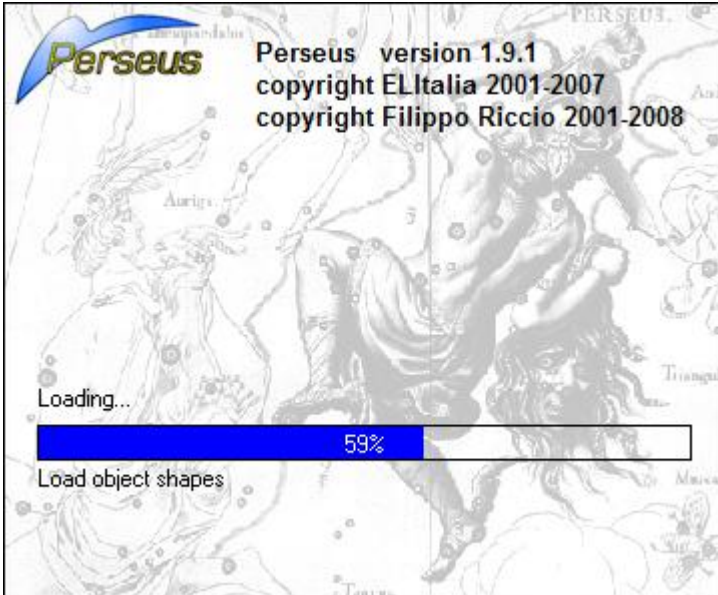 PERSEUS.
Perseus
Perseus version 1.9.1
copyright ELItalia 2001-2007
copyright Filippo Riccio 2001-2008
Auriga
Loading...
59%
Load object shapes